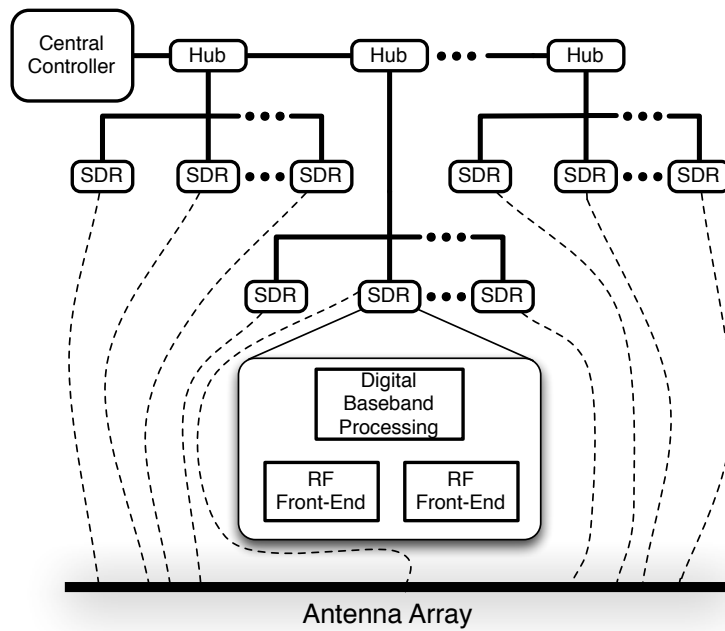 Central
Controller
Hub
Hub
Hub
SDR
SDR
SDR
SDR
SDR
SDR
SDR
SDR
SDR
Digital
Baseband
Processing
RF
Front-End
RF
Front-End
Antenna Array